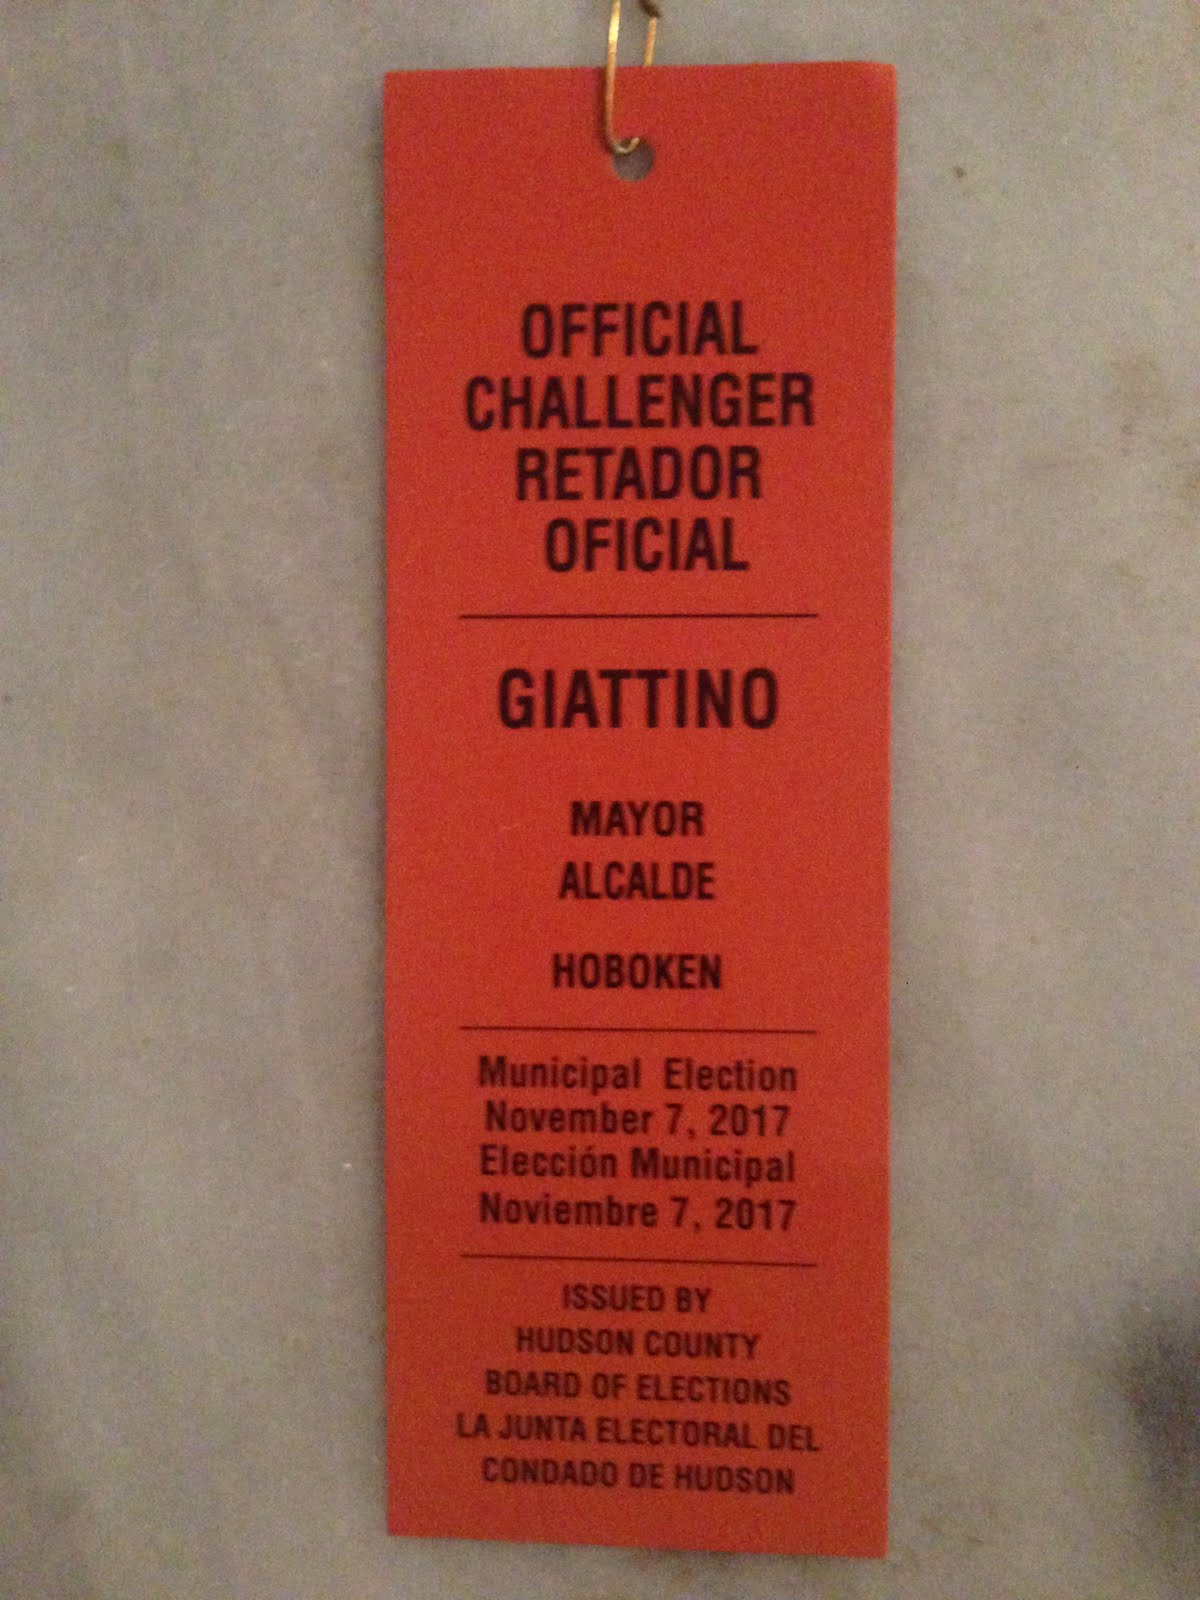 OFFICIAL
CHALLENGER
RETADOR
OFICIAL
GIATTINO
MAYOR
ALCALDE
HOBOKEN
Municipal Election
November 7, 2017
Elección Municipal
Noviembre 7, 2017
ISSUED BY
HUDSON COUNTY
BOARD OF ELECTIONS
LA JUNTA ELECTORAL DEL
CONDADO DE HUDSON